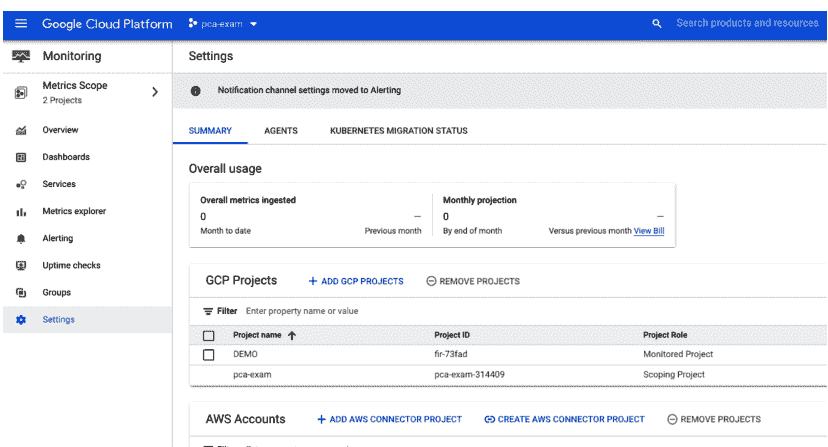 Google Cloud Platform pca-exam Search products and resources
Monitoring
Metrics Scope
2 Projects
Overview
Dashboards
Services
Metrics explorer
Alerting
Uptime checks
Groups
Settings
Settings
Notification channel settings moved to Alerting
SUMMARY AGENTS KUBERNETES MIGRATION STATUS
Overall usage
Overall metrics ingested
0 –
Month to date Previous month
Monthly projection
0 –
By end of month Versus previous month View Bill
GCP Projects + ADD GCP PROJECTS REMOVE PROJECTS
Filter Enter property name or value
Project name ↑ Project ID Project Role
DEMO fir-73fad Monitored Project
pca-exam pca-exam-314409 Scoping Project
AWS Accounts + ADD AWS CONNECTOR PROJECT CREATE AWS CONNECTOR PROJECT REMOVE PROJECTS